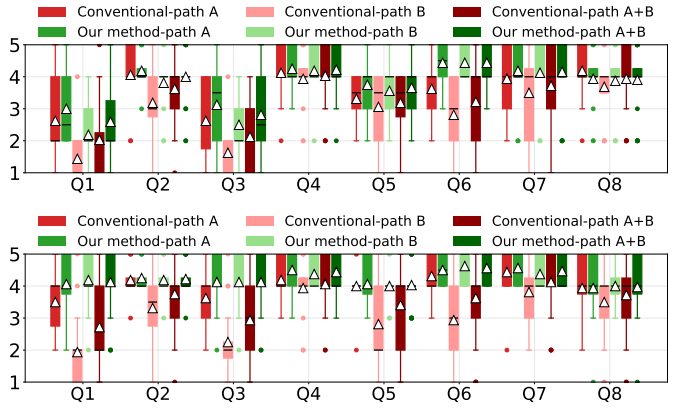 Conventional-path A Conventional-path B Conventional-path A+B
Our method-path A Our method-path B Our method-path A+B
5
4
3
2
1
Q1 Q2 Q3 Q4 Q5 Q6 Q7 Q8
Conventional-path A Conventional-path B Conventional-path A+B
Our method-path A Our method-path B Our method-path A+B
5
4
3
2
1
Q1 Q2 Q3 Q4 Q5 Q6 Q7 Q8